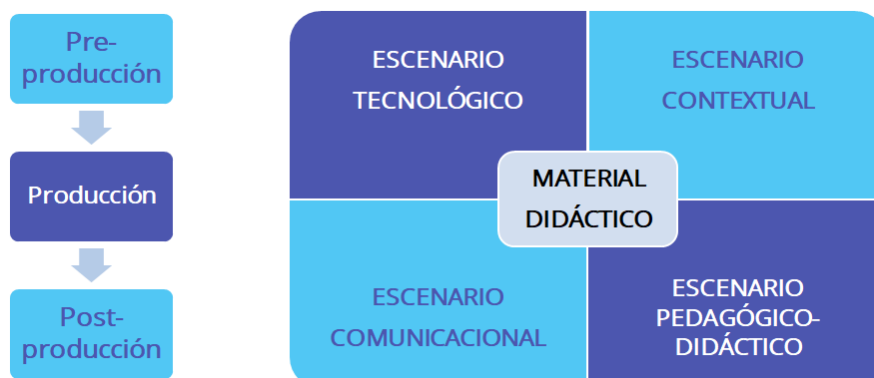 Pre-
producción
Producción
Post-
producción
ESCENARIO
TECNOLÓGICO
ESCENARIO
CONTEXTUAL
MATERIAL
DIDÁCTICO
ESCENARIO
COMUNICACIONAL
ESCENARIO
PEDAGÓGICO-
DIDÁCTICO